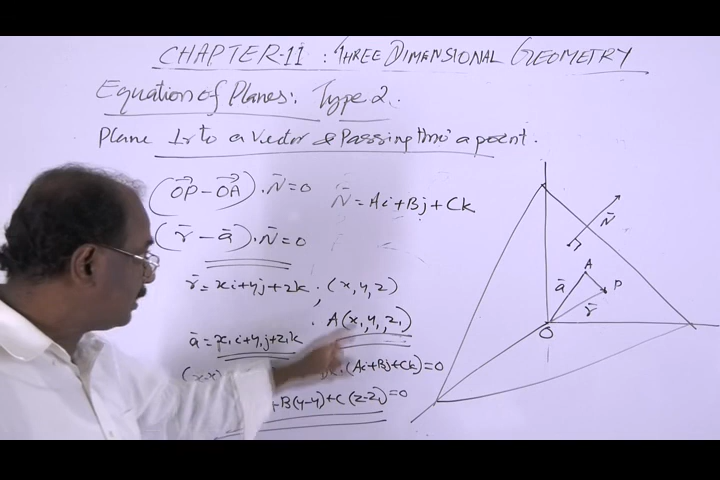 CHAPTER-11 : THREE DIMENSIONAL GEOMETRY
Equation of Planes: Type 2.
Plane ⊥r to a Vector & Passing thro' a point.
(OP⃗ – OA⃗) . N̄ = 0
N̄ = Ai + Bj + Ck
(r̄ – ā) . N̄ = 0
r̄ = xi + yj + zk ; (x, y, z)
A(x₁, y₁, z₁)
ā = x₁i + y₁j + z₁k
. (Ai + Bj + Ck) = 0
+ B(y–y₁) + C(z–z₁) = 0
N̄
A
ā
P
r̄
O